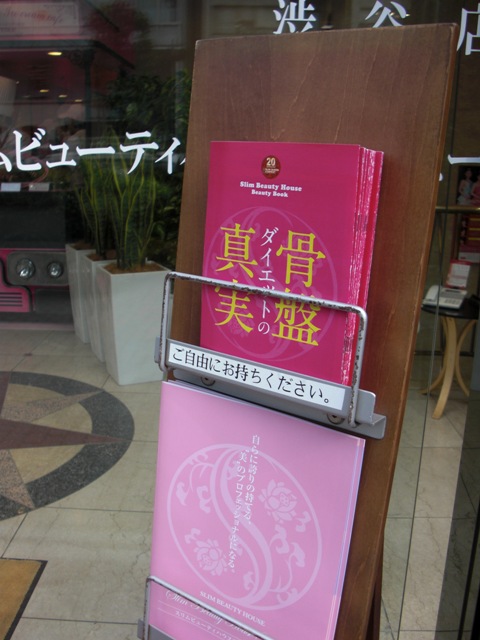 渋谷店
ムビューティ
20
Slim Beauty House
Beauty Book
骨盤
ダイエットの
真実
ご自由にお持ちください。
自らに誇りの持てる。
"美"のプロフェッショナルになる。
SLIM BEAUTY HOUSE